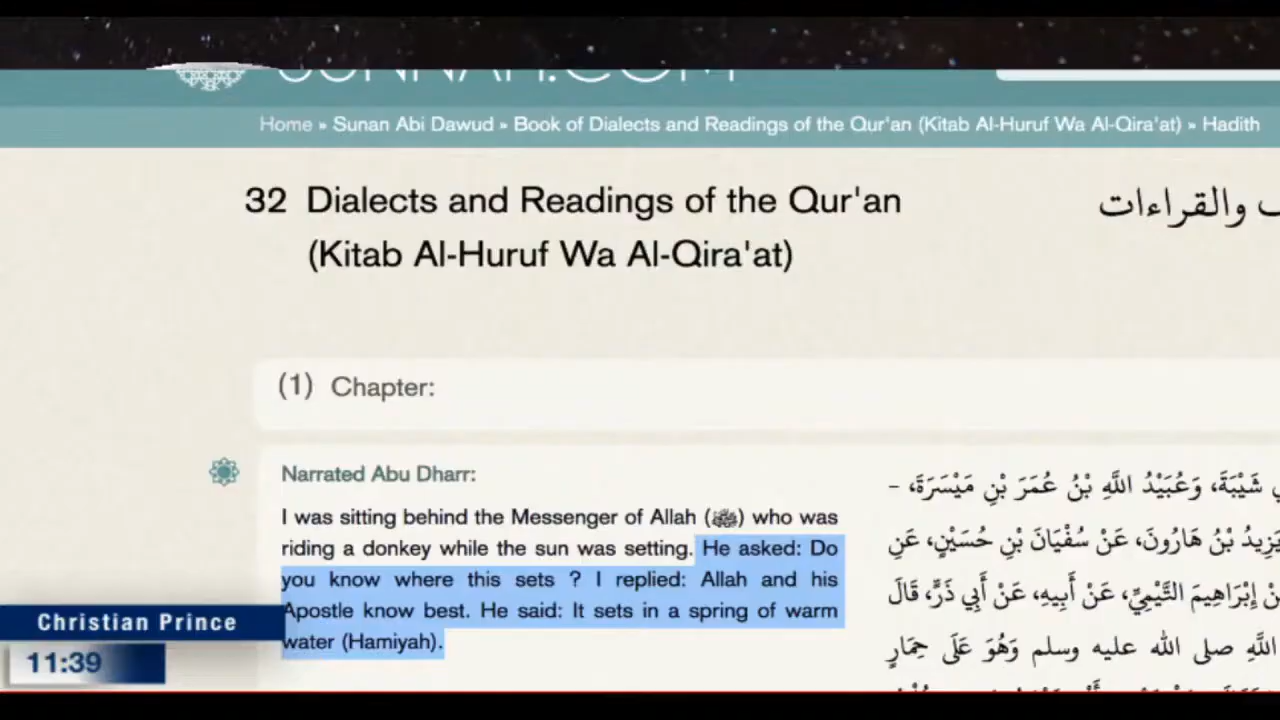 SUNNAH.COM
Home » Sunan Abi Dawud » Book of Dialects and Readings of the Qur'an (Kitab Al-Huruf Wa Al-Qira'at) » Hadith
32 Dialects and Readings of the Qur'an
(Kitab Al-Huruf Wa Al-Qira'at)
والقراءات
(1) Chapter:
Narrated Abu Dharr:
I was sitting behind the Messenger of Allah (ﷺ) who was
riding a donkey while the sun was setting. He asked: Do
you know where this sets ? I replied: Allah and his
Apostle know best. He said: It sets in a spring of warm
water (Hamiyah).
شَيْبَةَ، وَعُبَيْدُ اللَّهِ بْنُ عُمَرَ بْنِ مَيْسَرَةَ، -
يَزِيدُ بْنُ هَارُونَ، عَنْ سُفْيَانَ بْنِ حُسَيْنٍ، عَنِ
إِبْرَاهِيمَ التَّيْمِيِّ، عَنْ أَبِيهِ، عَنْ أَبِي ذَرٍّ، قَالَ
اللَّهِ صلى الله عليه وسلم وَهُوَ عَلَى حِمَارٍ
Christian Prince
11:39